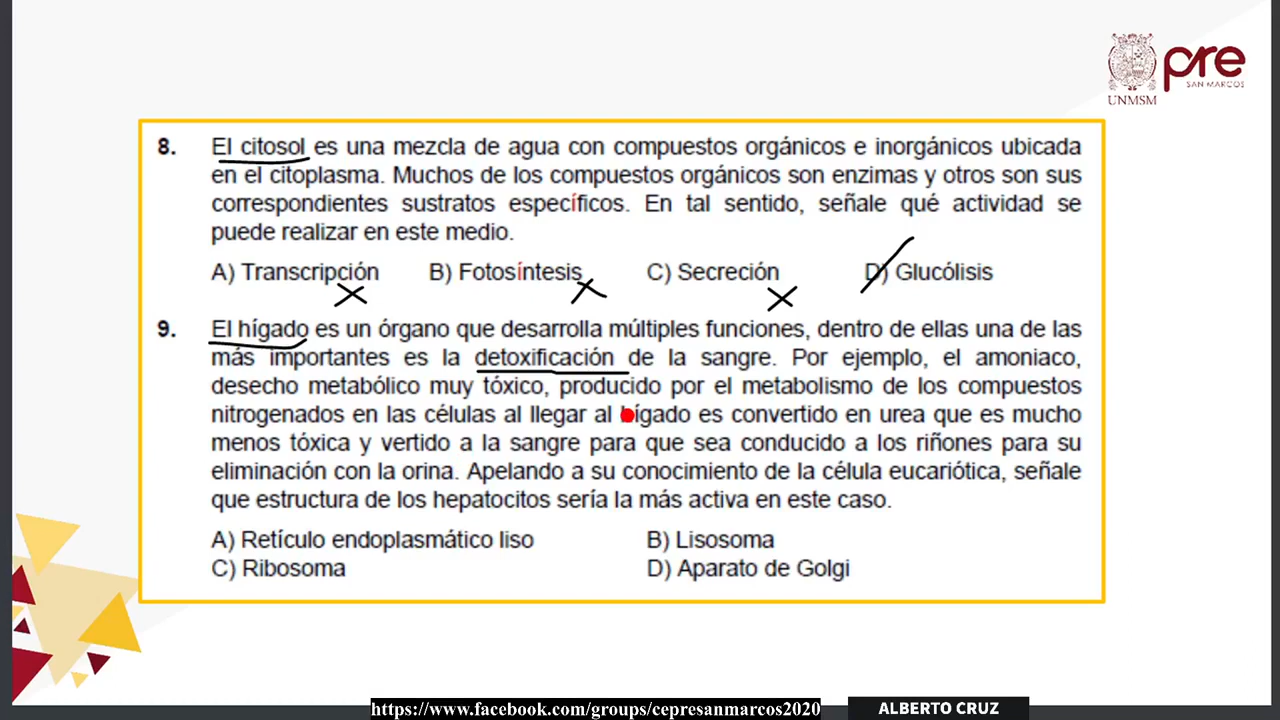 pre
SAN MARCOS
UNMSM
8. El citosol es una mezcla de agua con compuestos orgánicos e inorgánicos ubicada
en el citoplasma. Muchos de los compuestos orgánicos son enzimas y otros son sus
correspondientes sustratos específicos. En tal sentido, señale qué actividad se
puede realizar en este medio.
A) Transcripción B) Fotosíntesis C) Secreción D) Glucólisis
9. El hígado es un órgano que desarrolla múltiples funciones, dentro de ellas una de las
más importantes es la detoxificación de la sangre. Por ejemplo, el amoniaco,
desecho metabólico muy tóxico, producido por el metabolismo de los compuestos
nitrogenados en las células al llegar al hígado es convertido en urea que es mucho
menos tóxica y vertido a la sangre para que sea conducido a los riñones para su
eliminación con la orina. Apelando a su conocimiento de la célula eucariótica, señale
que estructura de los hepatocitos sería la más activa en este caso.
A) Retículo endoplasmático liso B) Lisosoma
C) Ribosoma D) Aparato de Golgi
https://www.facebook.com/groups/cepresanmarcos2020 ALBERTO CRUZ